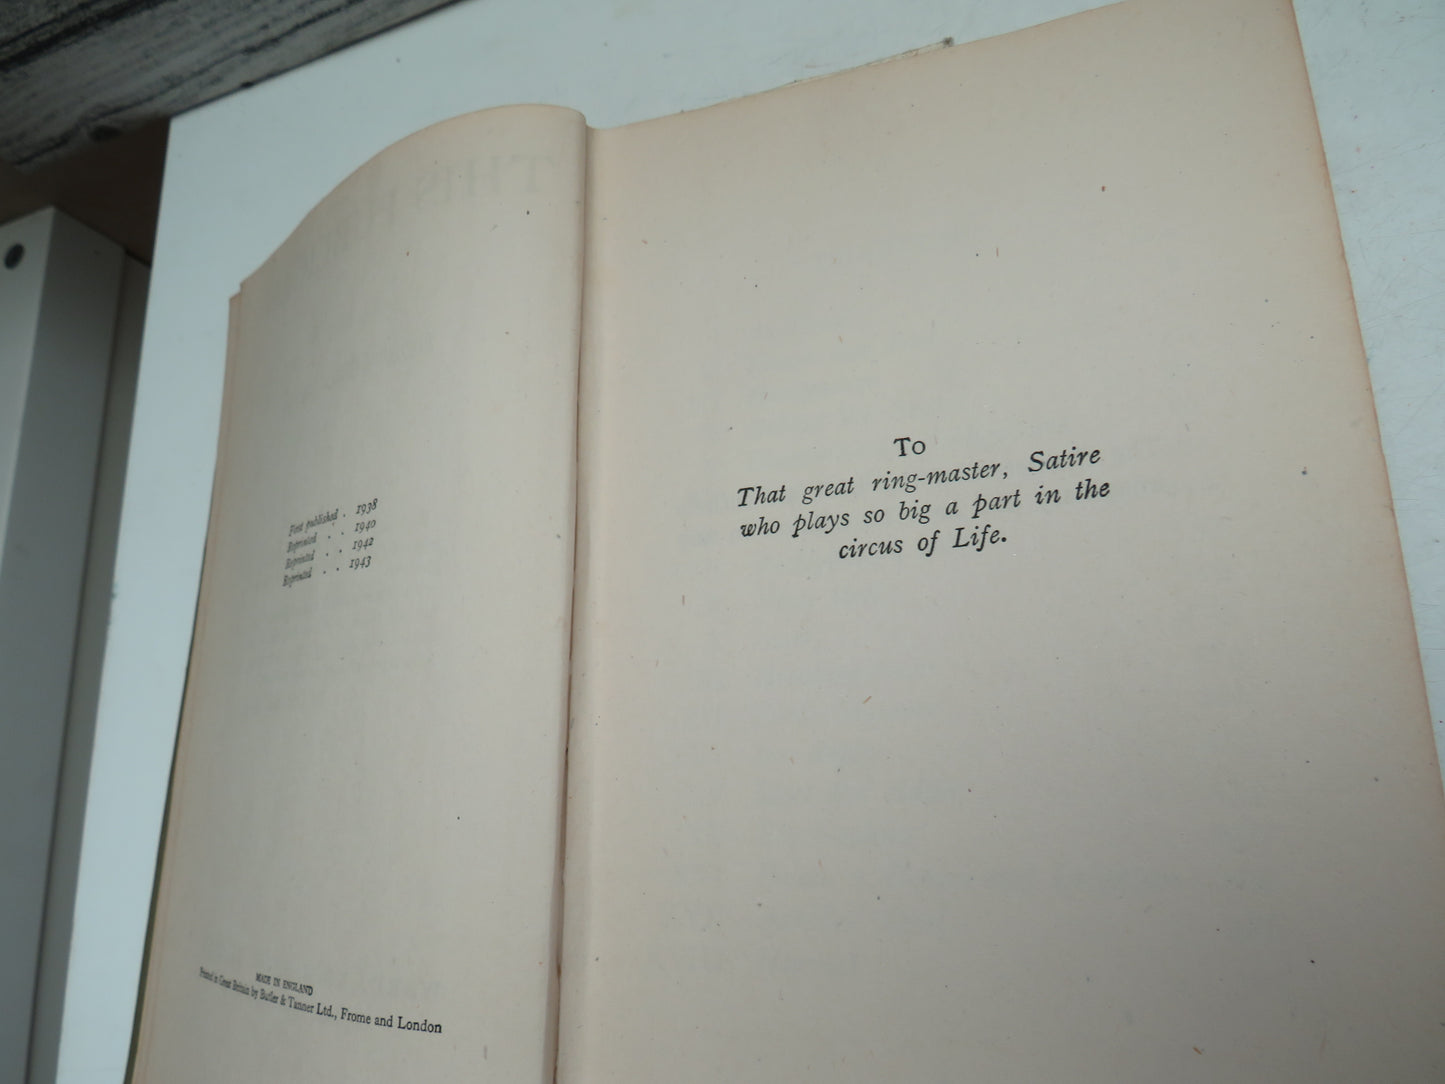 First published . 1938
Reprinted . . 1940
Reprinted . . 1942
Reprinted . . 1943
MADE IN ENGLAND
Printed in Great Britain by Butler & Tanner Ltd., Frome and London
To
That great ring-master, Satire
who plays so big a part in the
circus of Life.